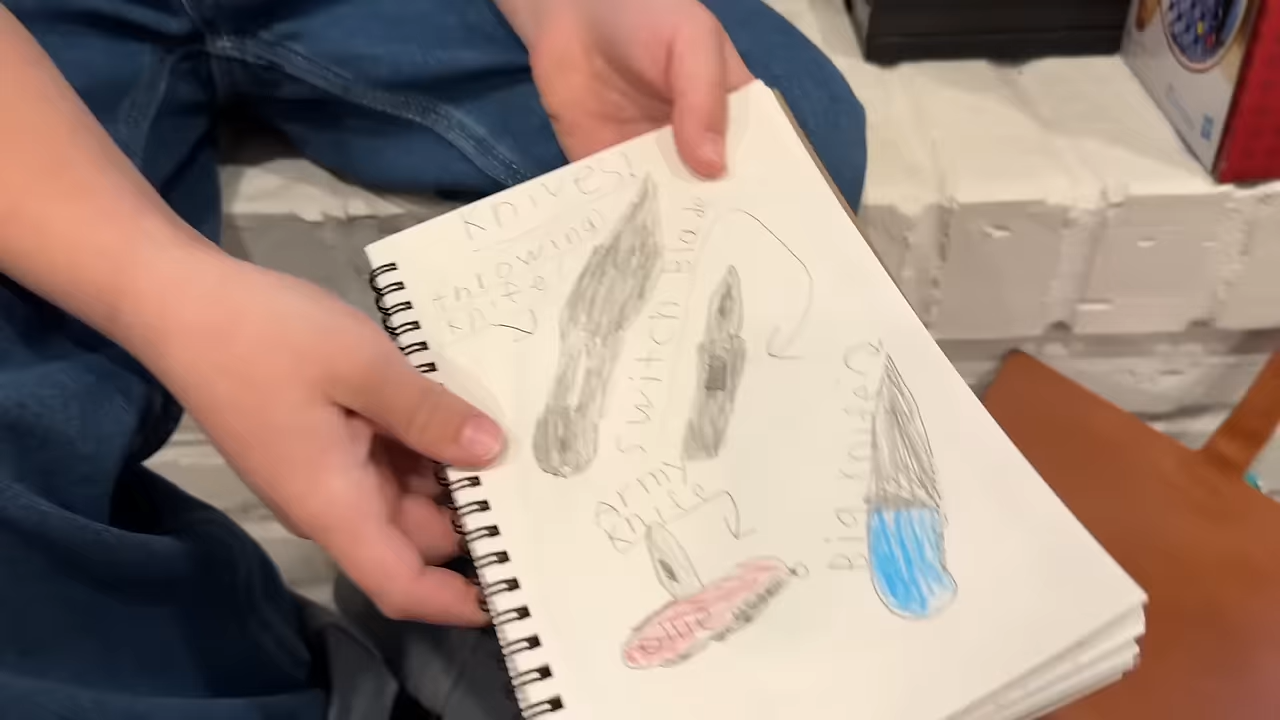 Knives!
throwing
knife
Switch Blade
Army
Knife
Big knife